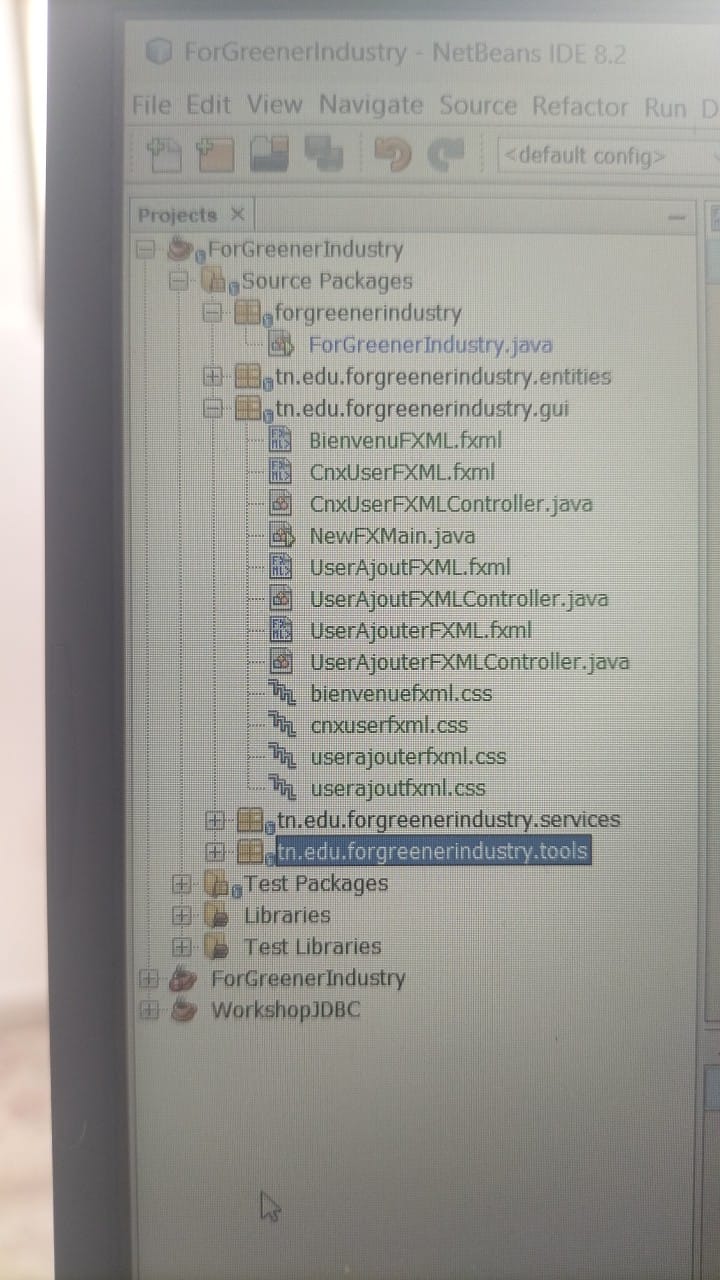 ForGreenerIndustry - NetBeans IDE 8.2
File Edit View Navigate Source Refactor Run D
<default config>
Projects
ForGreenerIndustry
Source Packages
forgreenerindustry
ForGreenerIndustry.java
tn.edu.forgreenerindustry.entities
tn.edu.forgreenerindustry.gui
BienvenuFXML.fxml
CnxUserFXML.fxml
CnxUserFXMLController.java
NewFXMain.java
UserAjoutFXML.fxml
UserAjoutFXMLController.java
UserAjouterFXML.fxml
UserAjouterFXMLController.java
bienvenuefxml.css
cnxuserfxml.css
userajouterfxml.css
userajoutfxml.css
tn.edu.forgreenerindustry.services
tn.edu.forgreenerindustry.tools
Test Packages
Libraries
Test Libraries
ForGreenerIndustry
WorkshopJDBC